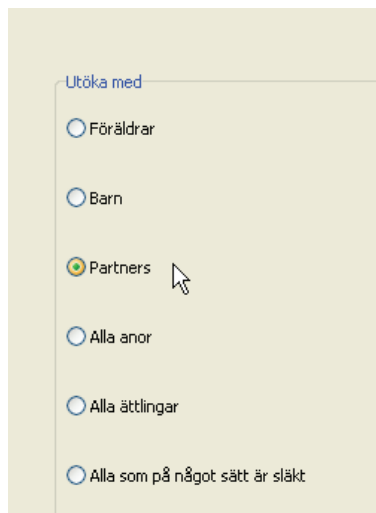 Utöka med
Föräldrar
Barn
Partners
Alla anor
Alla ättlingar
Alla som på något sätt är släkt